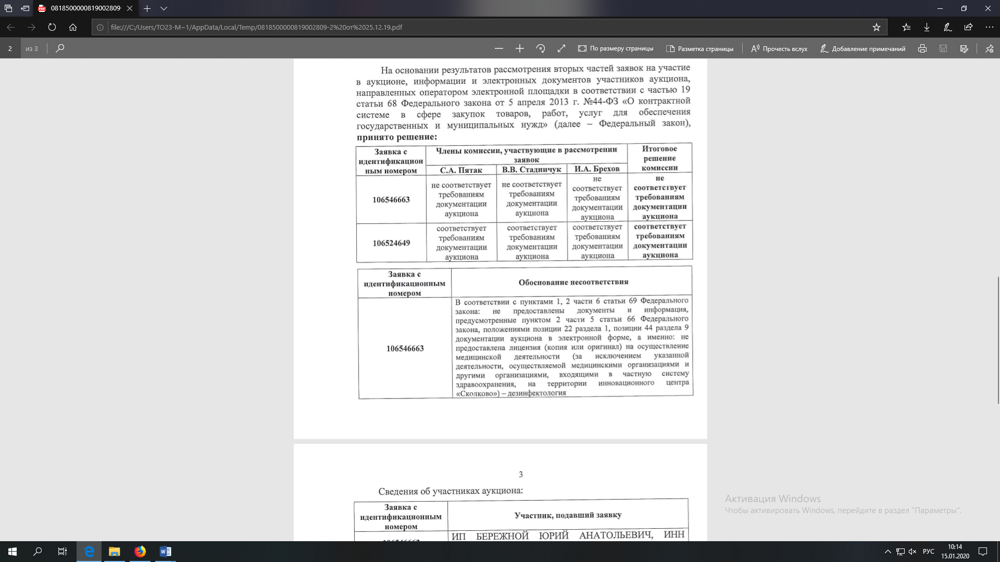 0818500000819002809-
file:///C:/Users/TO23-M~1/AppData/Local/Temp/0818500000819002809-2%20от%2025.12.19.pdf
2 из 3
По размеру страницы
Разметка страницы
Прочесть вслух
Добавление примечаний
На основании результатов рассмотрения вторых частей заявок на участие
в аукционе, информации и электронных документов участников аукциона,
направленных оператором электронной площадки в соответствии с частью 19
статьи 68 Федерального закона от 5 апреля 2013 г. №44-ФЗ «О контрактной
системе в сфере закупок товаров, работ, услуг для обеспечения
государственных и муниципальных нужд» (далее – Федеральный закон),
принято решение:
Заявка с
идентификацион
ным номером
Члены комиссии, участвующие в рассмотрении
заявок
С.А. Пятак
В.В. Стадничук
И.А. Брехов
Итоговое
решение
комиссии
106546663
не соответствует
требованиям
документации
аукциона
не соответствует
требованиям
документации
аукциона
не
соответствует
требованиям
документации
аукциона
не
соответствует
требованиям
документации
аукциона
106524649
соответствует
требованиям
документации
аукциона
соответствует
требованиям
документации
аукциона
соответствует
требованиям
документации
аукциона
соответствует
требованиям
документации
аукциона
Заявка с
идентификационным
номером
Обоснование несоответствия
106546663
В соответствии с пунктами 1, 2 части 6 статьи 69 Федерального
закона: не предоставлены документы и информация,
предусмотренные пунктом 2 части 5 статьи 66 Федерального
закона, положениями позиции 22 раздела 1, позиции 44 раздела 9
документации аукциона в электронной форме, а именно: не
предоставлена лицензия (копия или оригинал) на осуществление
медицинской деятельности (за исключением указанной
деятельности, осуществляемой медицинскими организациями и
другими организациями, входящими в частную систему
здравоохранения, на территории инновационного центра
«Сколково») – дезинфектология
3
Сведения об участниках аукциона:
Заявка с
идентификационным
номером
Участник, подавший заявку
ИП БЕРЕЖНОЙ ЮРИЙ АНАТОЛЬЕВИЧ, ИНН
Активация Windows
Чтобы активировать Windows, перейдите в раздел "Параметры".
РУС
10:14
15.01.2020